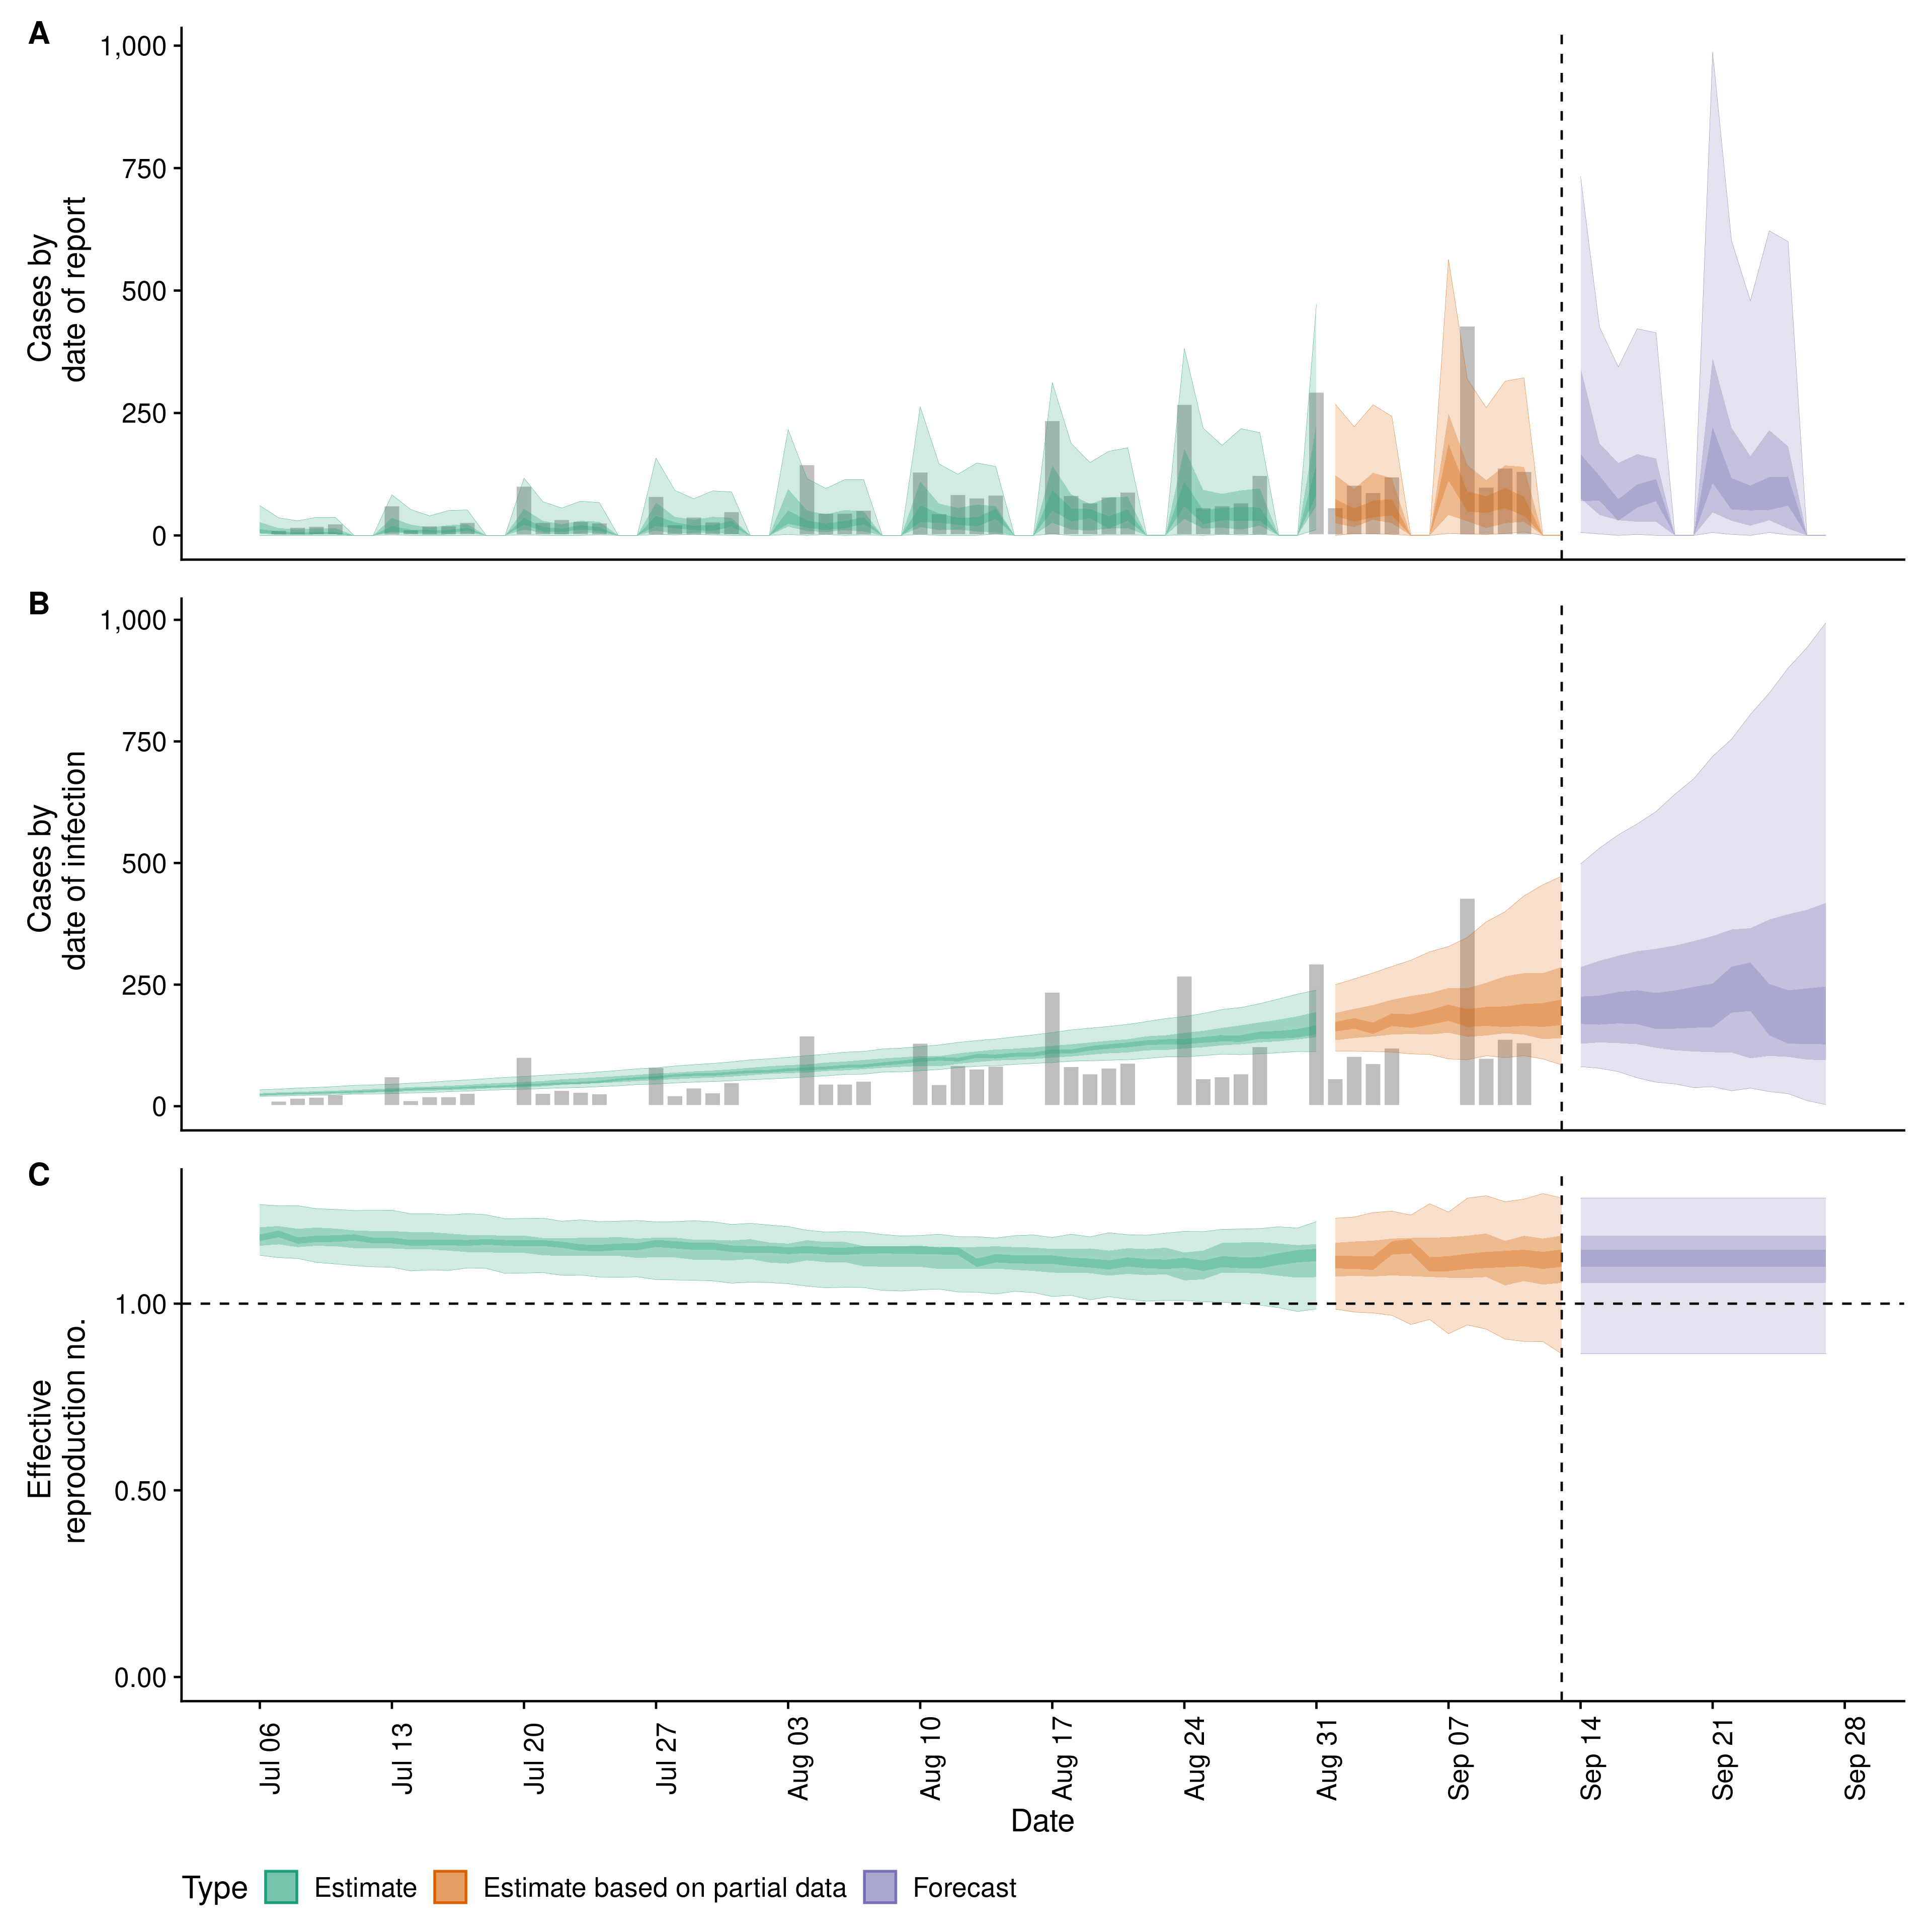 A
1,000
750
500
250
0
Cases by
date of report
B
1,000
750
500
250
0
Cases by
date of infection
C
1.00
0.50
0.00
Effective
reproduction no.
Jul 06
Jul 13
Jul 20
Jul 27
Aug 03
Aug 10
Aug 17
Aug 24
Aug 31
Sep 07
Sep 14
Sep 21
Sep 28
Date
Type Estimate Estimate based on partial data Forecast